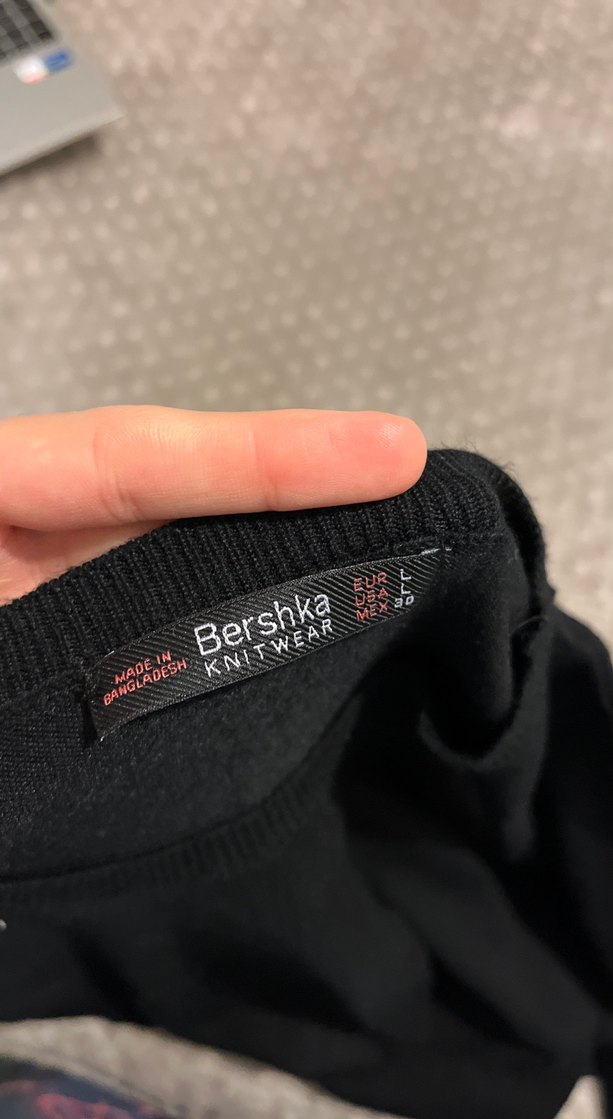 MADE IN
BANGLADESH
Bershka
KNITWEAR
EUR L
USA L
MEX 30